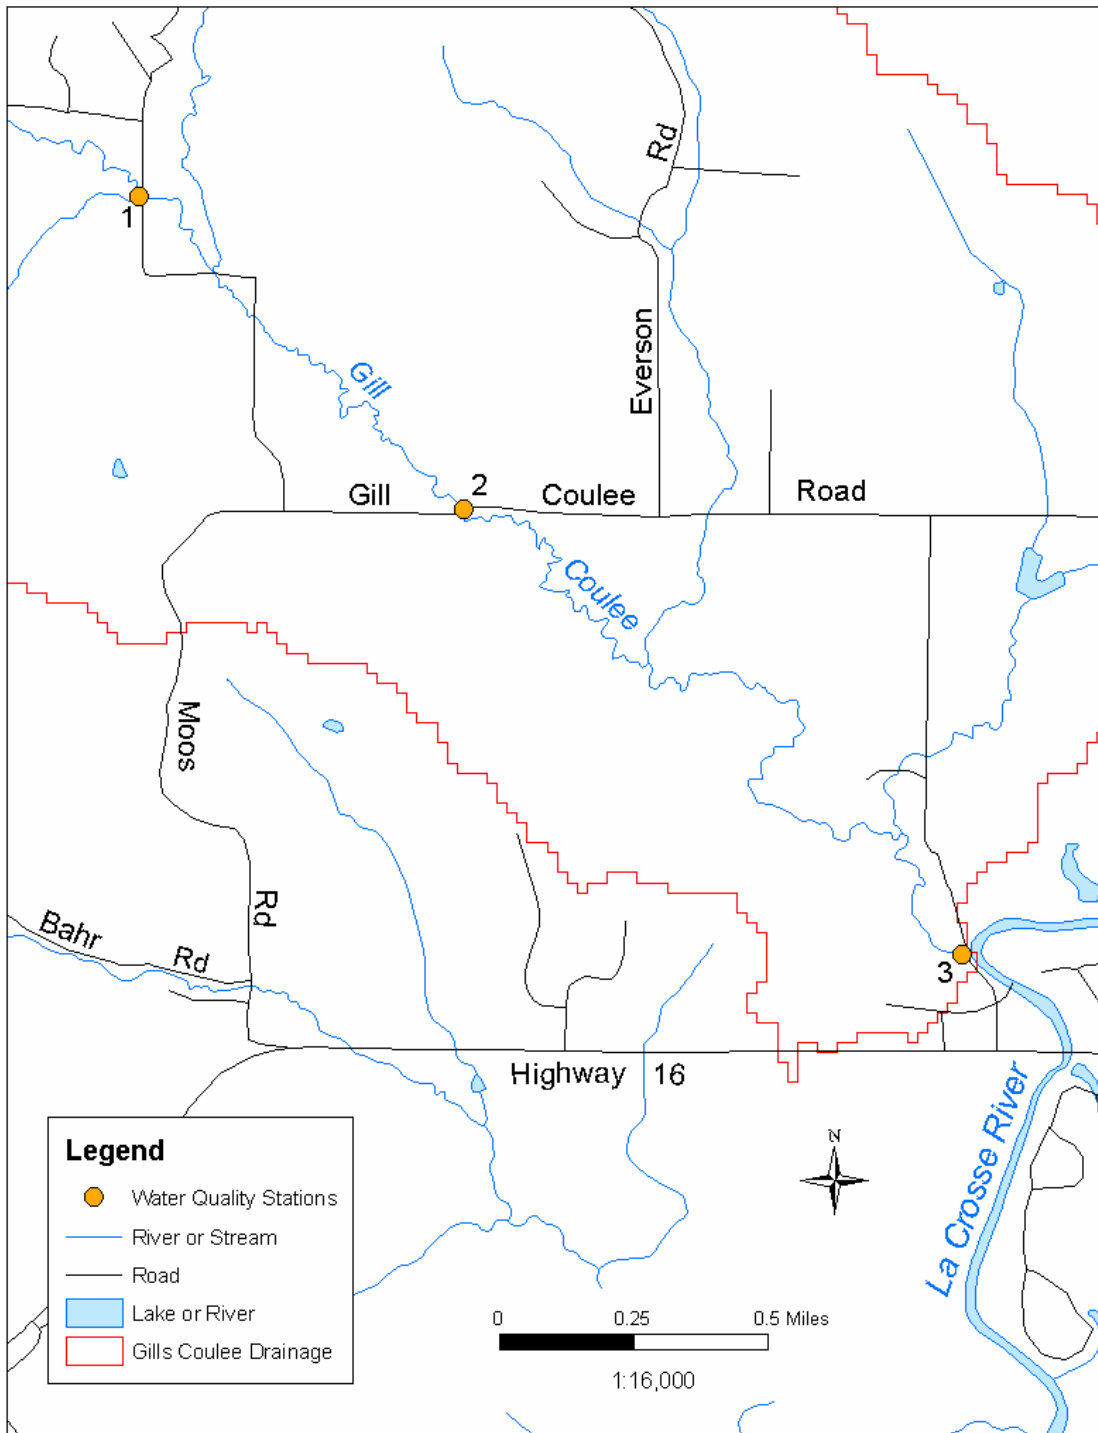 Rd
1
Everson
Gill
2
Gill Coulee Road
Coulee
Moos
Rd
Bahr Rd
3
Highway 16
La Crosse River
N
Legend
Water Quality Stations
River or Stream
Road
Lake or River
Gills Coulee Drainage
0 0.25 0.5 Miles
1:16,000